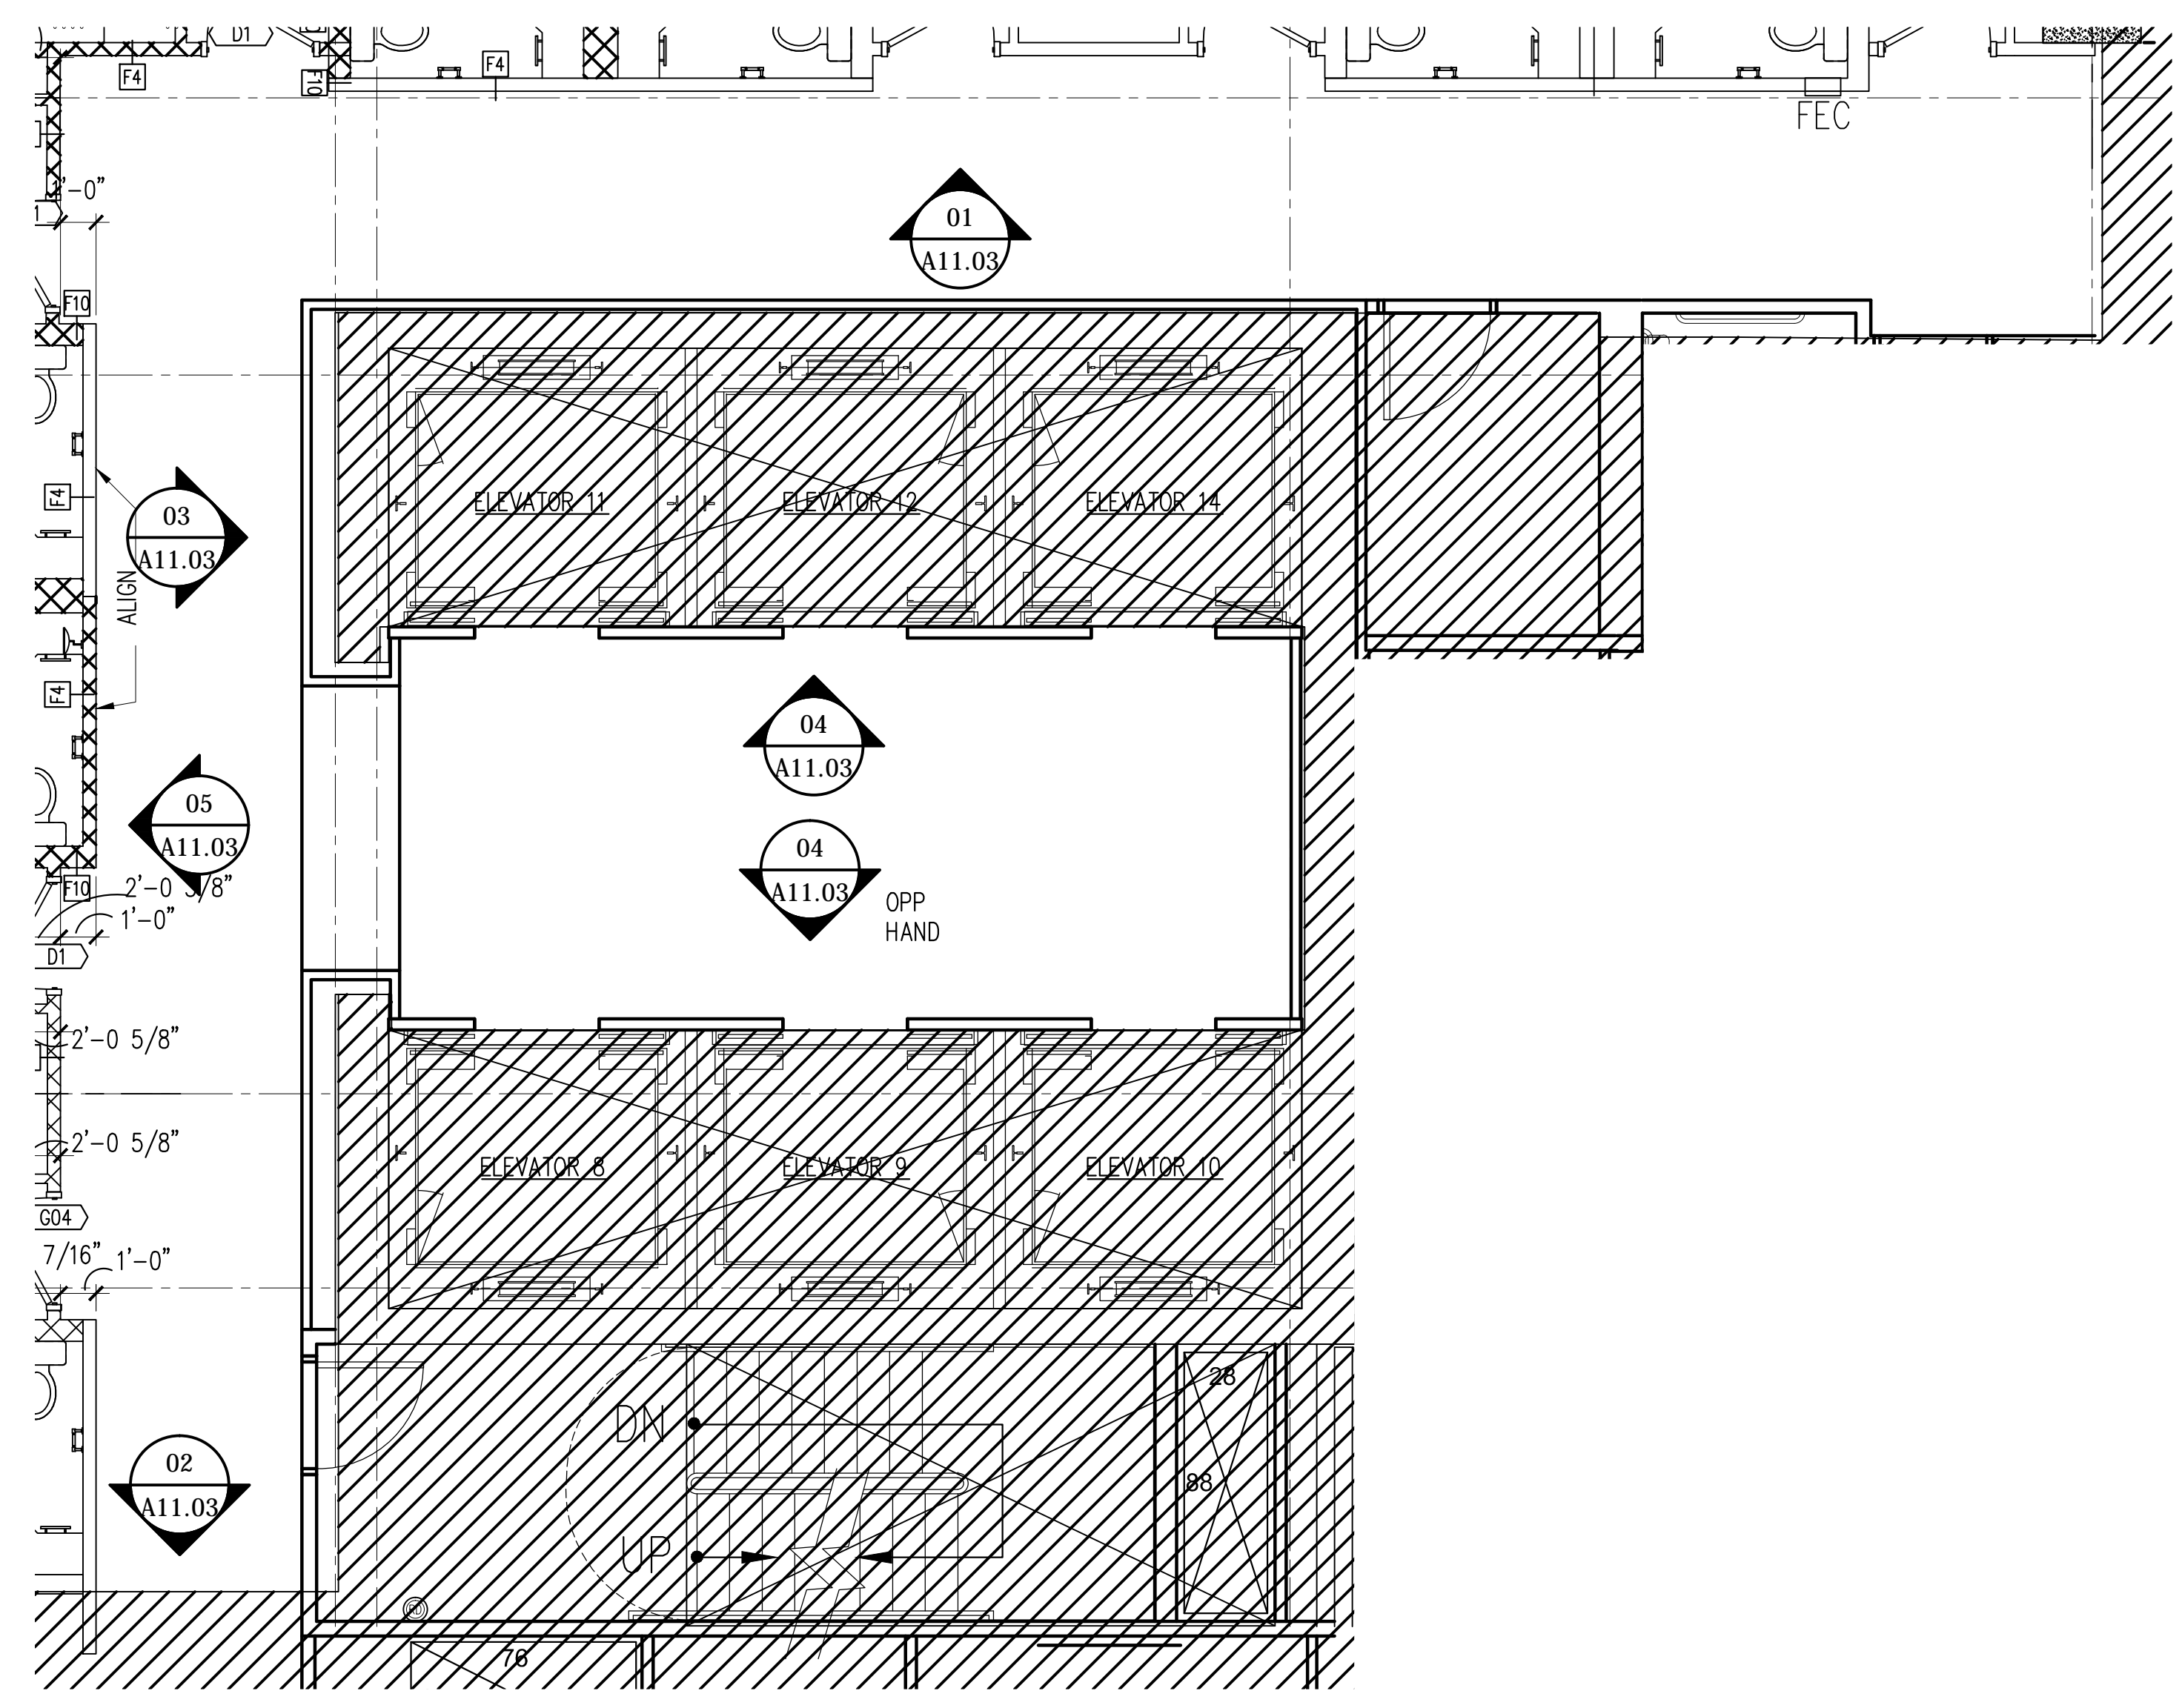 D1
F4
F4
F10
FEC
1'-0"
1
01
A11.03
F10
ELEVATOR 11
ELEVATOR 12
ELEVATOR 14
F4
03
A11.03
ALIGN
F4
04
A11.03
05
A11.03
04
A11.03
OPP
HAND
F10
2'-0 3/8"
1'-0"
D1
2'-0 5/8"
2'-0 5/8"
ELEVATOR 8
ELEVATOR 9
ELEVATOR 10
G04
7/16"
1'-0"
28
DN
88
02
A11.03
UP
RD
76